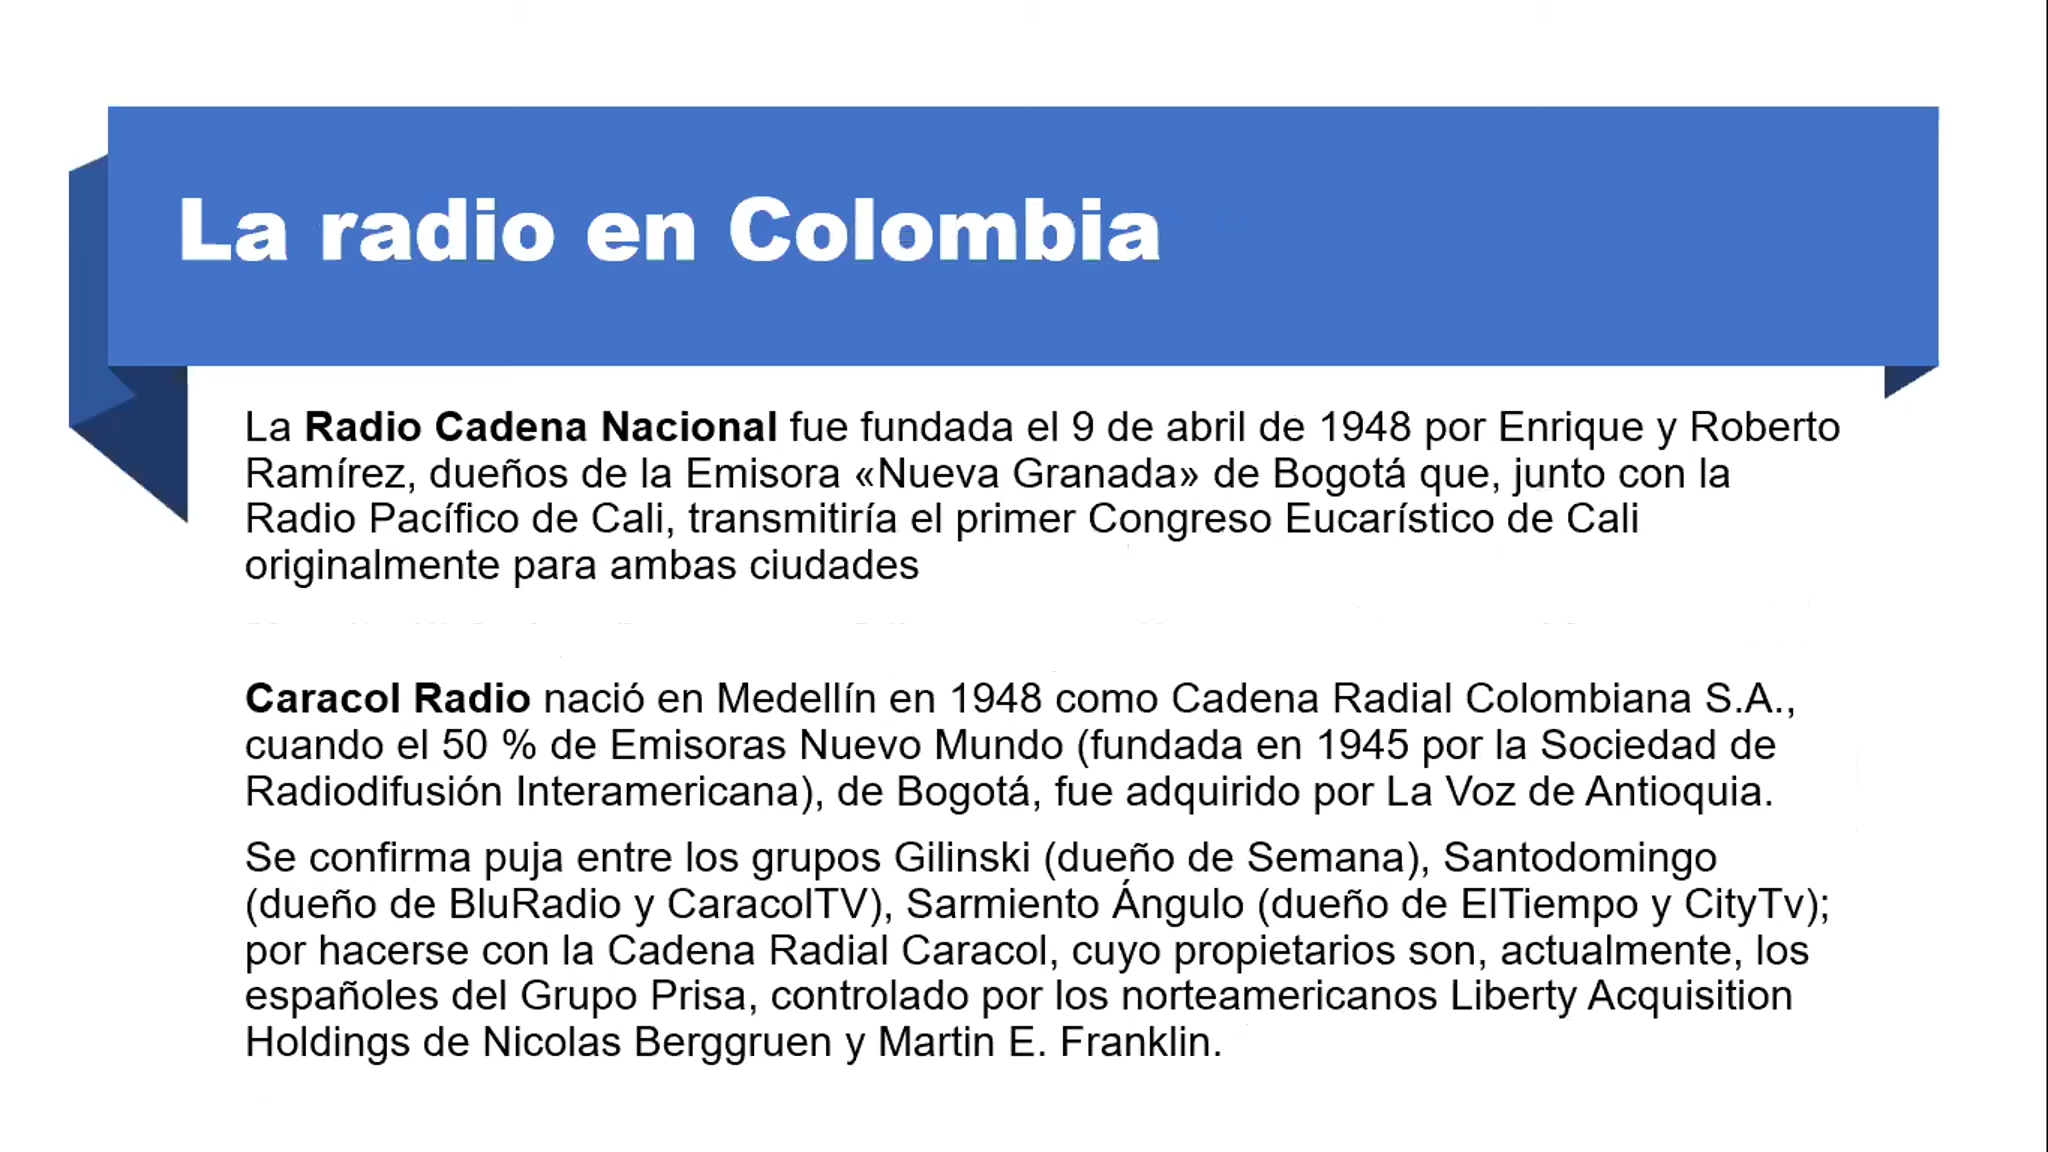 La radio en Colombia
La Radio Cadena Nacional fue fundada el 9 de abril de 1948 por Enrique y Roberto
Ramírez, dueños de la Emisora «Nueva Granada» de Bogotá que, junto con la
Radio Pacífico de Cali, transmitiría el primer Congreso Eucarístico de Cali
originalmente para ambas ciudades
Caracol Radio nació en Medellín en 1948 como Cadena Radial Colombiana S.A.,
cuando el 50 % de Emisoras Nuevo Mundo (fundada en 1945 por la Sociedad de
Radiodifusión Interamericana), de Bogotá, fue adquirido por La Voz de Antioquia.
Se confirma puja entre los grupos Gilinski (dueño de Semana), Santodomingo
(dueño de BluRadio y CaracolTV), Sarmiento Ángulo (dueño de ElTiempo y CityTv);
por hacerse con la Cadena Radial Caracol, cuyo propietarios son, actualmente, los
españoles del Grupo Prisa, controlado por los norteamericanos Liberty Acquisition
Holdings de Nicolas Berggruen y Martin E. Franklin.